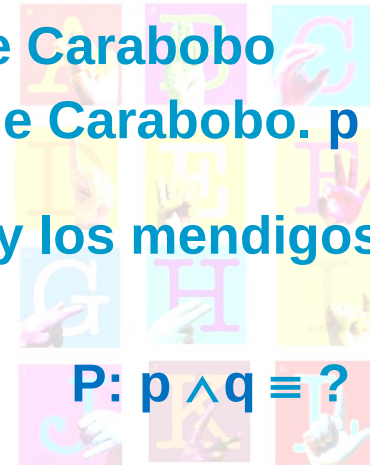 e Carabobo
e Carabobo. p
y los mendigos
P: p ∧q ≡ ?
A
C
D
E
F
G
H
K